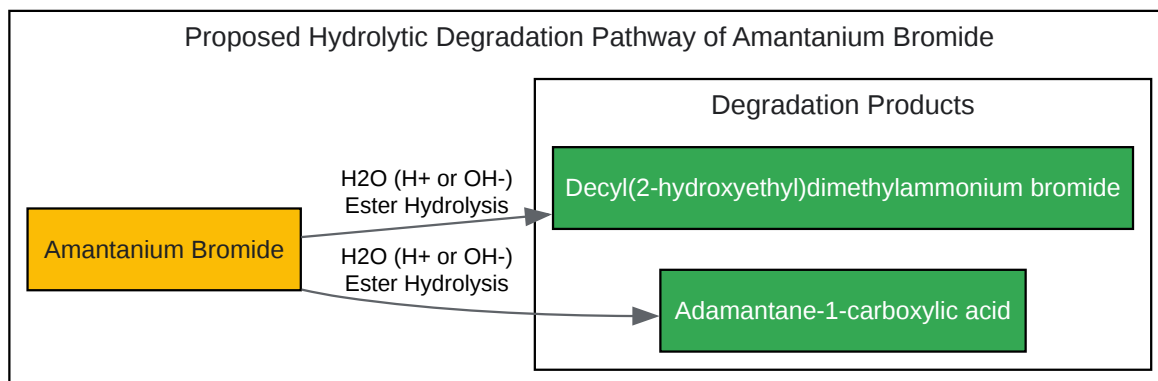 Proposed Hydrolytic Degradation Pathway of Amantanium Bromide
Degradation Products
H2O (H+ or OH-)
Ester Hydrolysis
Decyl(2-hydroxyethyl)dimethylammonium bromide
Amantanium Bromide
H2O (H+ or OH-)
Ester Hydrolysis
Adamantane-1-carboxylic acid